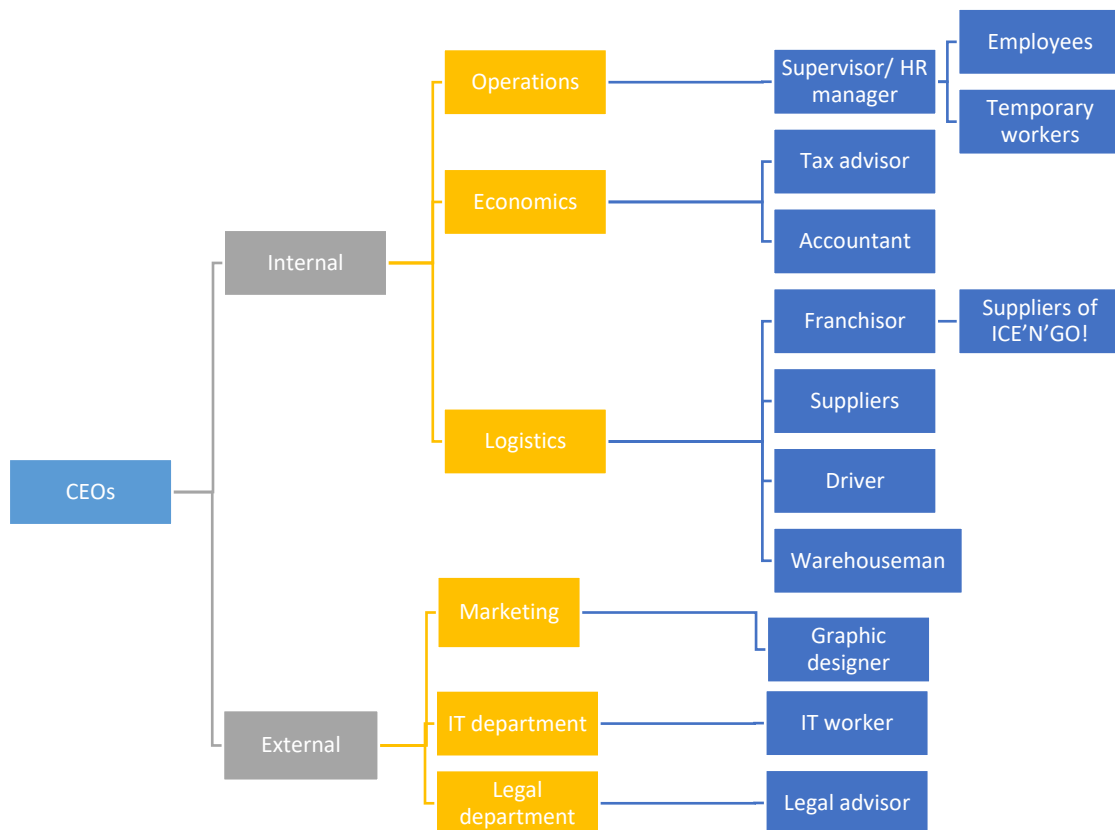 Employees
Operations
Supervisor/ HR
manager
Temporary
workers
Tax advisor
Economics
Accountant
Internal
Franchisor
Suppliers of
ICE’N’GO!
Suppliers
Logistics
CEOs
Driver
Warehouseman
Marketing
Graphic
designer
IT department
IT worker
External
Legal
department
Legal advisor